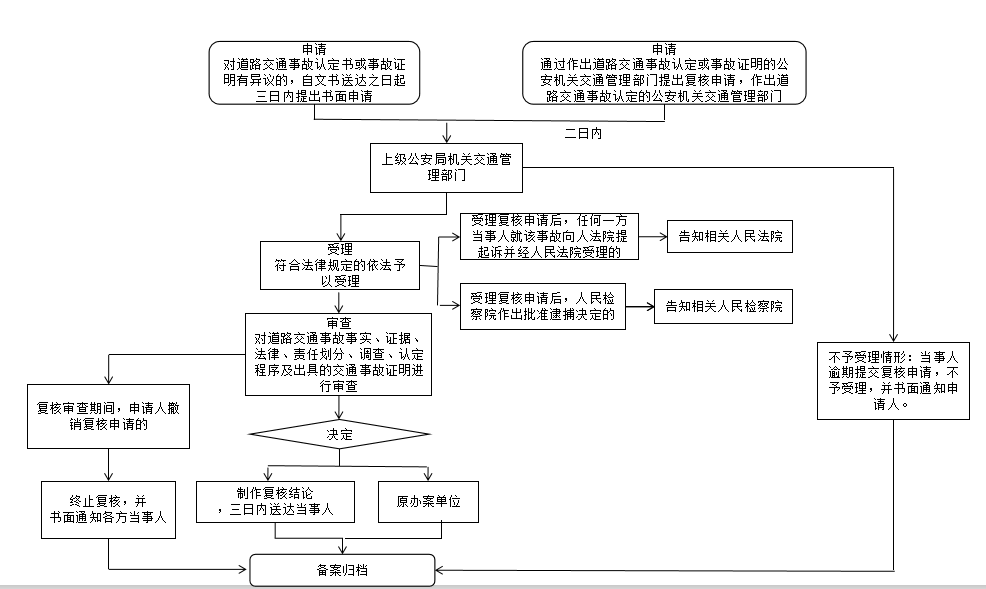 申请
对道路交通事故认定书或事故证
明有异议的，自文书送达之日起
三日内提出书面申请
申请
通过作出道路交通事故认定或事故证明的公
安机关交通管理部门提出复核申请，作出道
路交通事故认定的公安机关交通管理部门
二日内
上级公安局机关交通管
理部门
受理
符合法律规定的依法予
以受理
受理复核申请后，任何一方
当事人就该事故向人法院提
起诉并经人民法院受理的
告知相关人民法院
受理复核申请后，人民检
察院作出批准逮捕决定的
告知相关人民检察院
审查
对道路交通事故事实、证据、
法律、责任划分、调查、认定
程序及出具的交通事故证明进
行审查
不予受理情形：当事人
逾期提交复核申请，不
予受理，并书面通知申
请人。
复核审查期间，申请人撤
销复核申请的
决定
终止复核，并
书面通知各方当事人
制作复核结论
，三日内送达当事人
原办案单位
备案归档